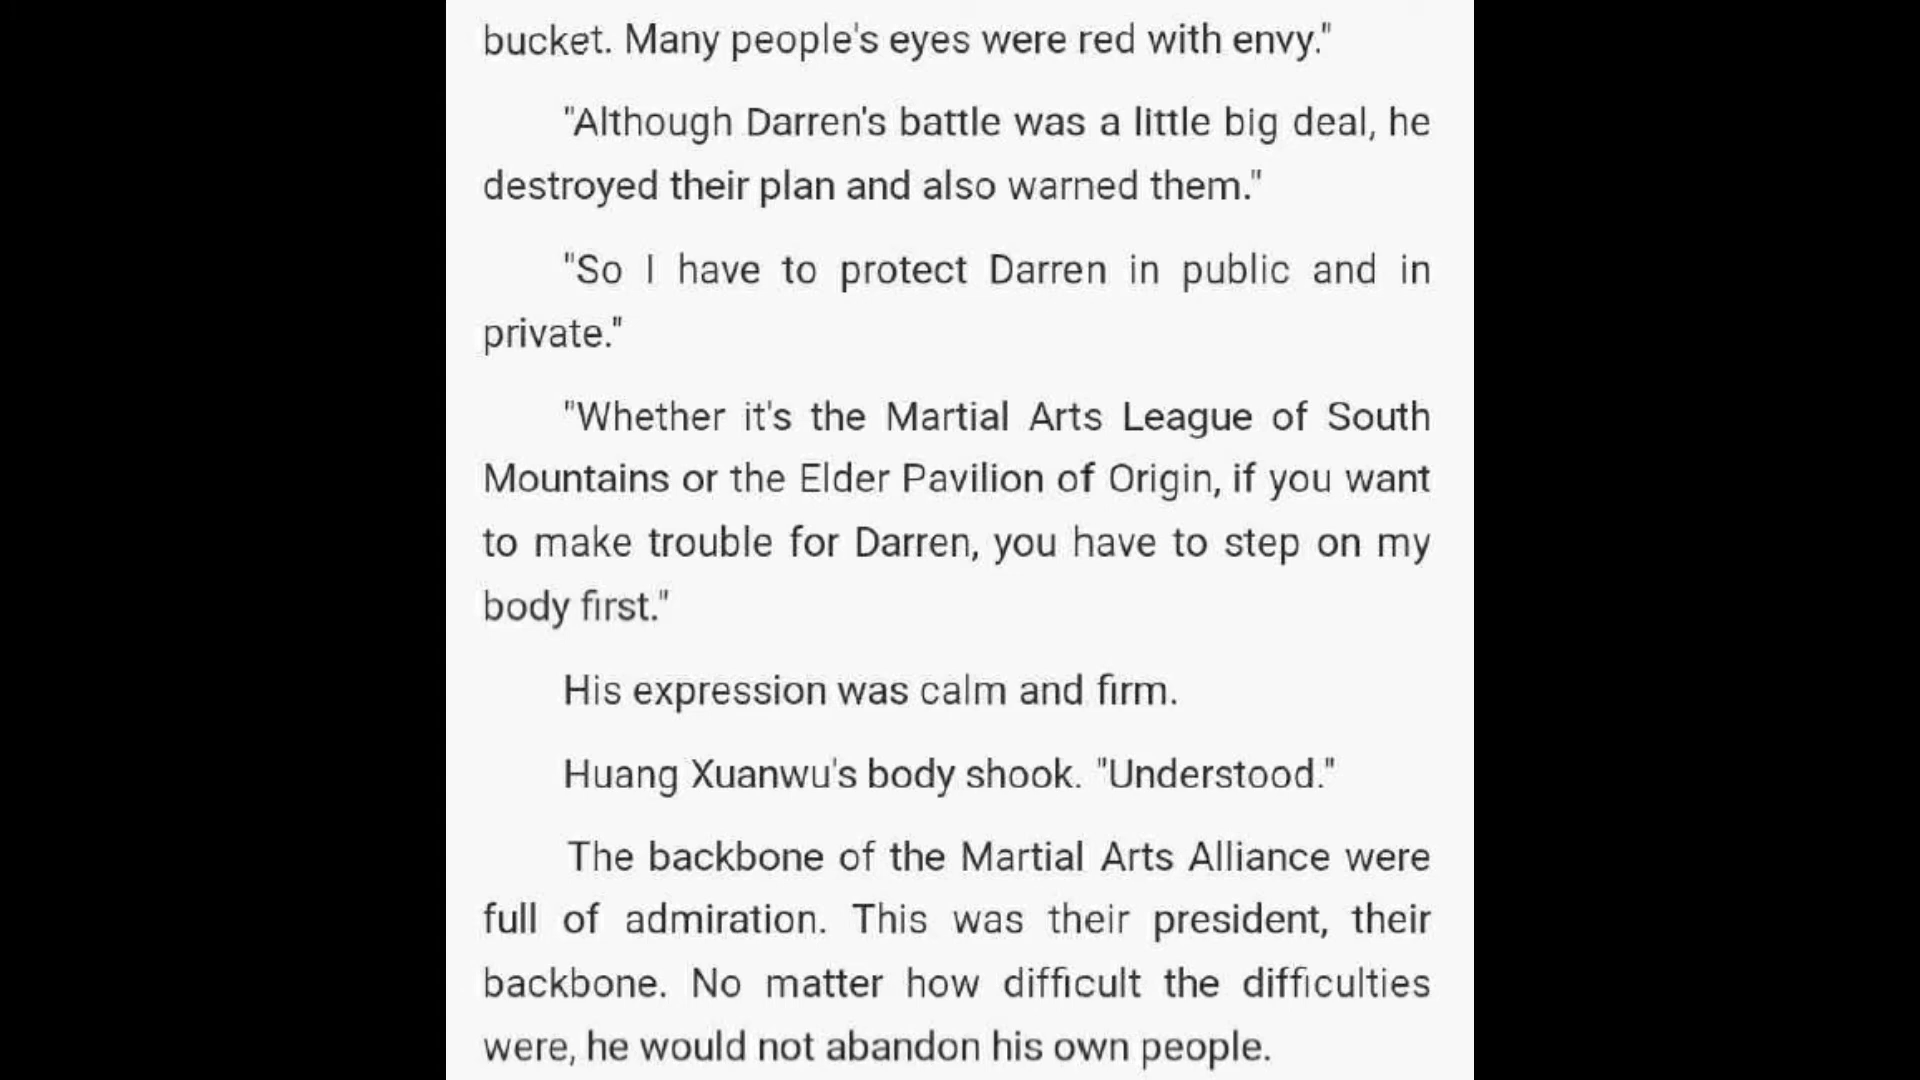 bucket. Many people's eyes were red with envy."
"Although Darren's battle was a little big deal, he
destroyed their plan and also warned them."
"So I have to protect Darren in public and in
private."
"Whether it's the Martial Arts League of South
Mountains or the Elder Pavilion of Origin, if you want
to make trouble for Darren, you have to step on my
body first."
His expression was calm and firm.
Huang Xuanwu's body shook. "Understood."
The backbone of the Martial Arts Alliance were
full of admiration. This was their president, their
backbone. No matter how difficult the difficulties
were, he would not abandon his own people.